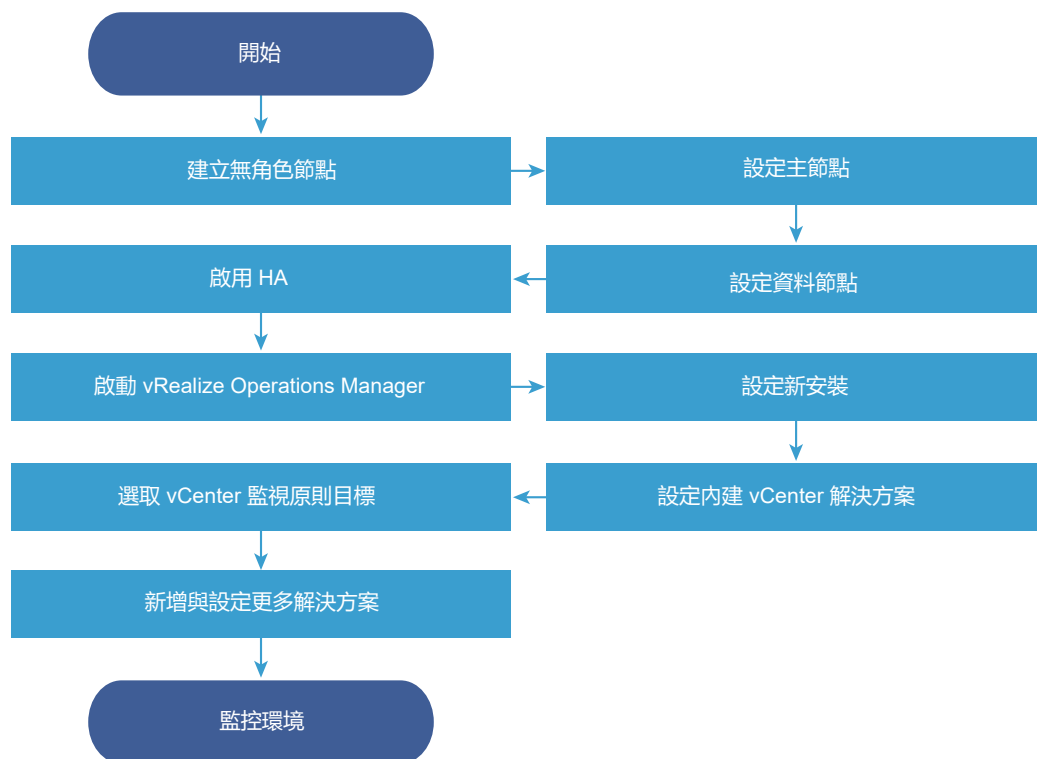 開始
建立無角色節點
設定主節點
設定資料節點
啟用 HA
啟動 vRealize Operations Manager
設定新安裝
設定內建 vCenter 解決方案
選取 vCenter 監視原則目標
新增與設定更多解決方案
監控環境